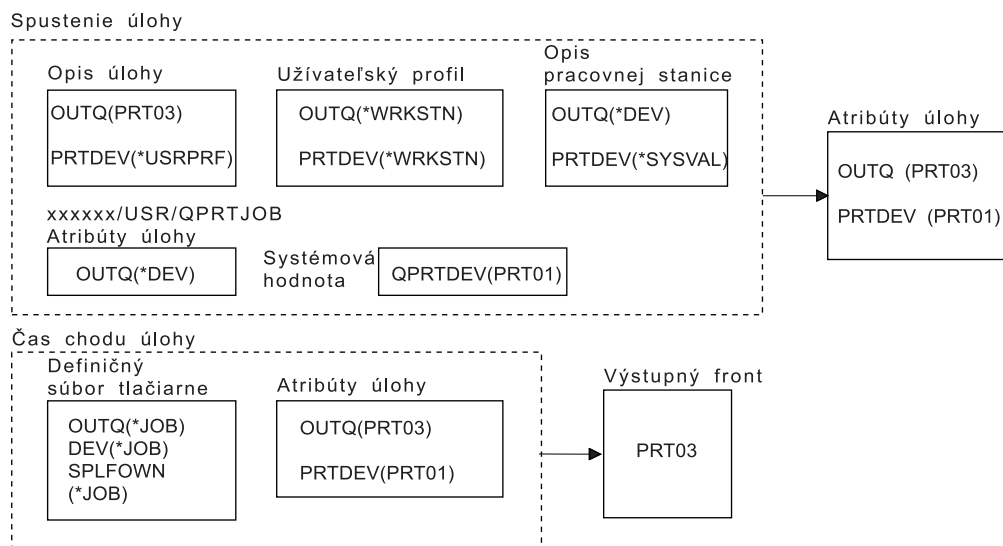 Spustenie úlohy
Opis úlohy
OUTQ(PRT03)
PRTDEV(*USRPRF)
Užívateľský profil
OUTQ(*WRKSTN)
PRTDEV(*WRKSTN)
Opis
pracovnej stanice
OUTQ(*DEV)
PRTDEV(*SYSVAL)
xxxxxx/USR/QPRTJOB
Atribúty úlohy
OUTQ(*DEV)
Systémová
hodnota
QPRTDEV(PRT01)
Atribúty úlohy
OUTQ (PRT03)
PRTDEV (PRT01)
Čas chodu úlohy
Definičný
súbor tlačiarne
OUTQ(*JOB)
DEV(*JOB)
SPLFOWN
(*JOB)
Atribúty úlohy
OUTQ(PRT03)
PRTDEV(PRT01)
Výstupný front
PRT03